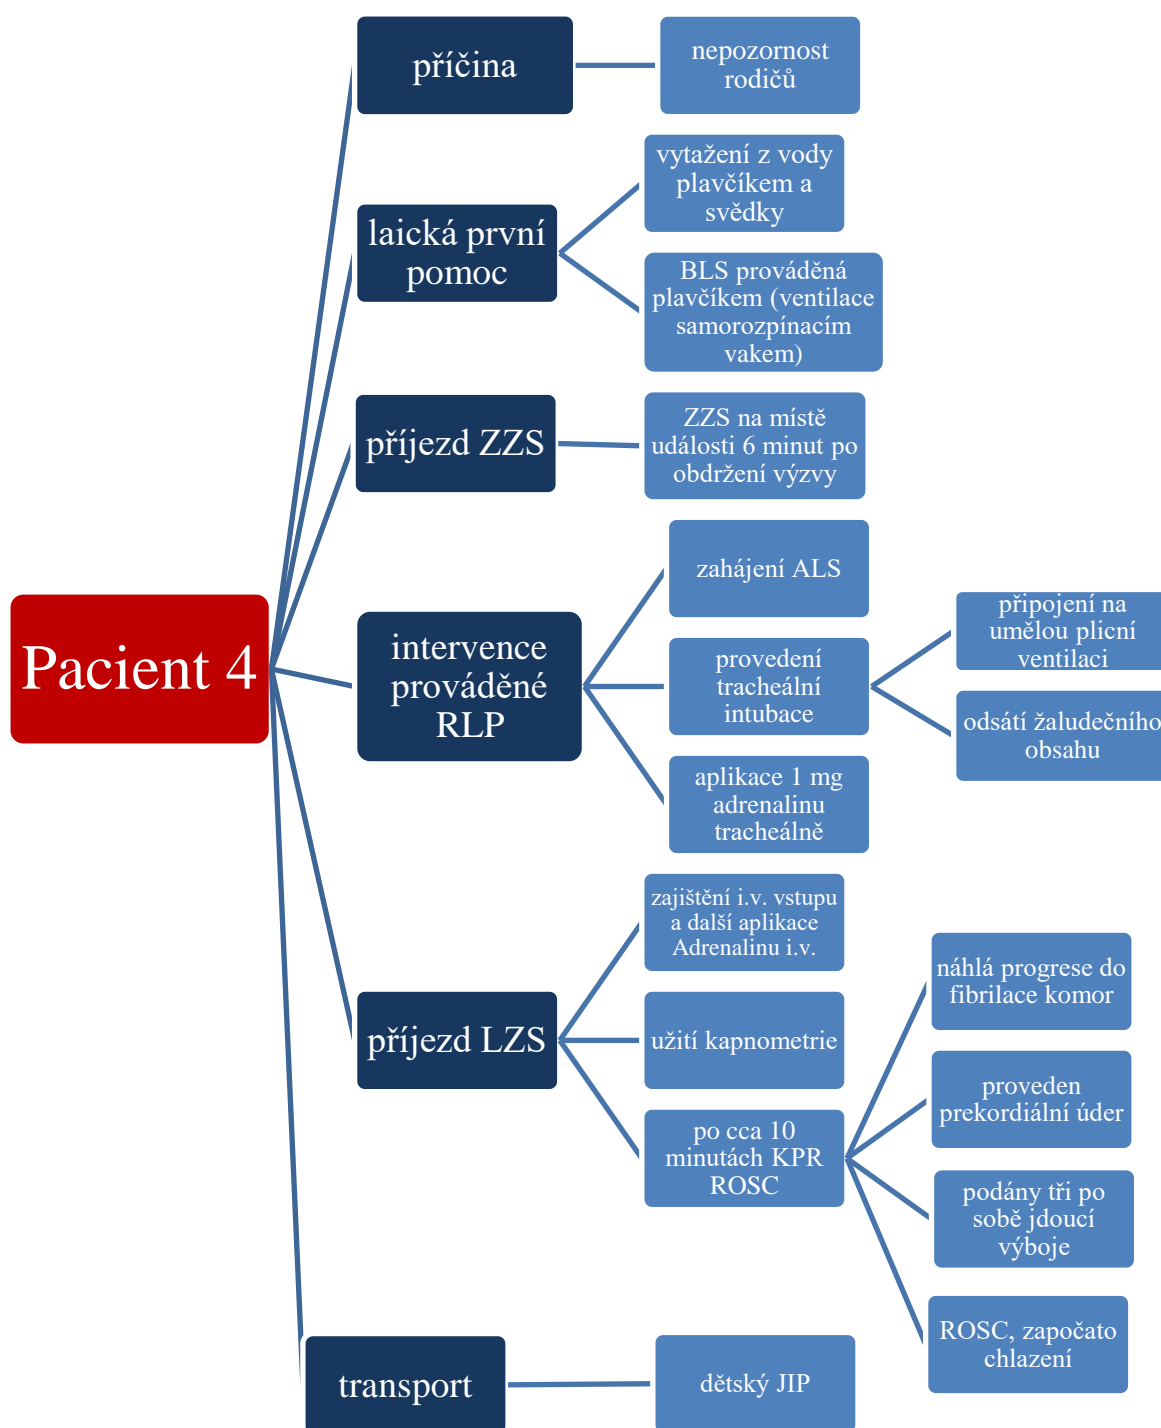 Pacient 4
příčina
nepozornost
rodičů
laická první
pomoc
vytažení z vody
plavčíkem a
svědky
BLS prováděná
plavčíkem (ventilace
samorozpínacím
vakem)
příjezd ZZS
ZZS na místě
události 6 minut po
obdržení výzvy
intervence
prováděné
RLP
zahájení ALS
provedení
tracheální
intubace
připojení na
umělou plicní
ventilaci
odsátí žaludečního
obsahu
aplikace 1 mg
adrenalinu
tracheálně
příjezd LZS
zajištění i.v. vstupu
a další aplikace
Adrenalinu i.v.
užití kapnometrie
po cca 10
minutách KPR
ROSC
náhlá progrese do
fibrilace komor
proveden
prekordiální úder
podány tři po
sobě jdoucí
výboje
ROSC, započato
chlazení
transport
dětský JIP